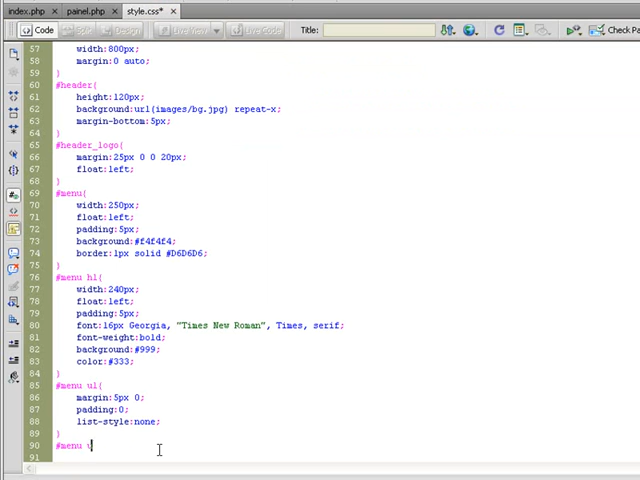 index.php × painel.php × style.css* ×
Code Split Design Live View Live Code Title: Check Pa
57 width:800px;
58 margin:0 auto;
59 }
60 #header{
61 height:120px;
62 background:url(images/bg.jpg) repeat-x;
63 margin-bottom:5px;
64 }
65 #header_logo{
66 margin:25px 0 0 20px;
67 float:left;
68 }
69 #menu{
70 width:250px;
71 float:left;
72 padding:5px;
73 background:#f4f4f4;
74 border:1px solid #D6D6D6;
75 }
76 #menu h1{
77 width:240px;
78 float:left;
79 padding:5px;
80 font:16px Georgia, "Times New Roman", Times, serif;
81 font-weight:bold;
82 background:#999;
83 color:#333;
84 }
85 #menu ul{
86 margin:5px 0;
87 padding:0;
88 list-style:none;
89 }
90 #menu u
91